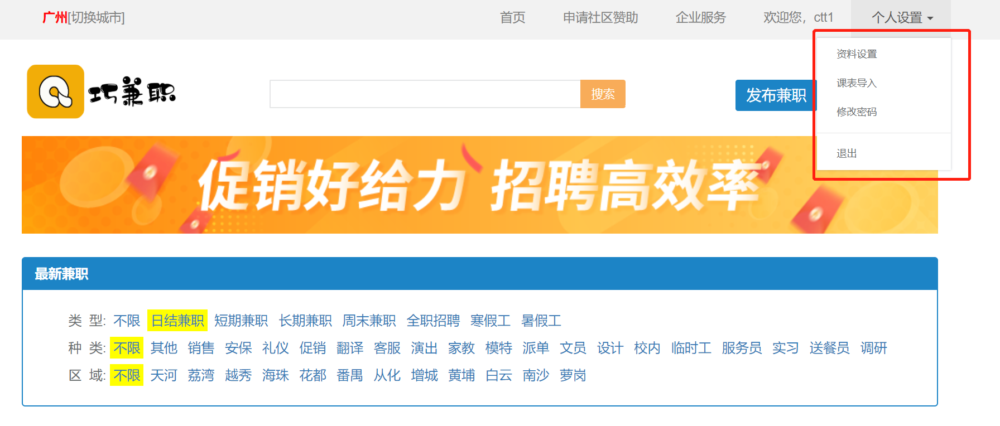 广州[切换城市] 首页 申请社区赞助 企业服务 欢迎您，ctt1 个人设置
资料设置
课表导入
修改密码
退出
巧兼职 搜索 发布兼职
促销好给力 招聘高效率
最新兼职
类 型: 不限 日结兼职 短期兼职 长期兼职 周末兼职 全职招聘 寒假工 暑假工
种 类: 不限 其他 销售 安保 礼仪 促销 翻译 客服 演出 家教 模特 派单 文员 设计 校内 临时工 服务员 实习 送餐员 调研
区 域: 不限 天河 荔湾 越秀 海珠 花都 番禺 从化 增城 黄埔 白云 南沙 萝岗